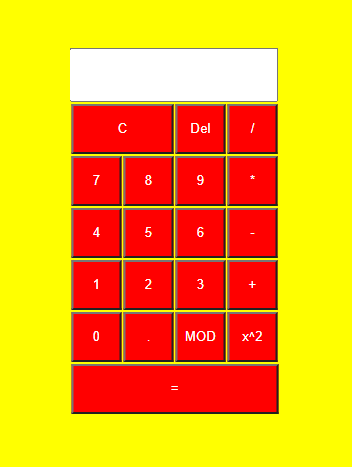 C Del /
7 8 9 *
4 5 6 -
1 2 3 +
0 . MOD x^2
=